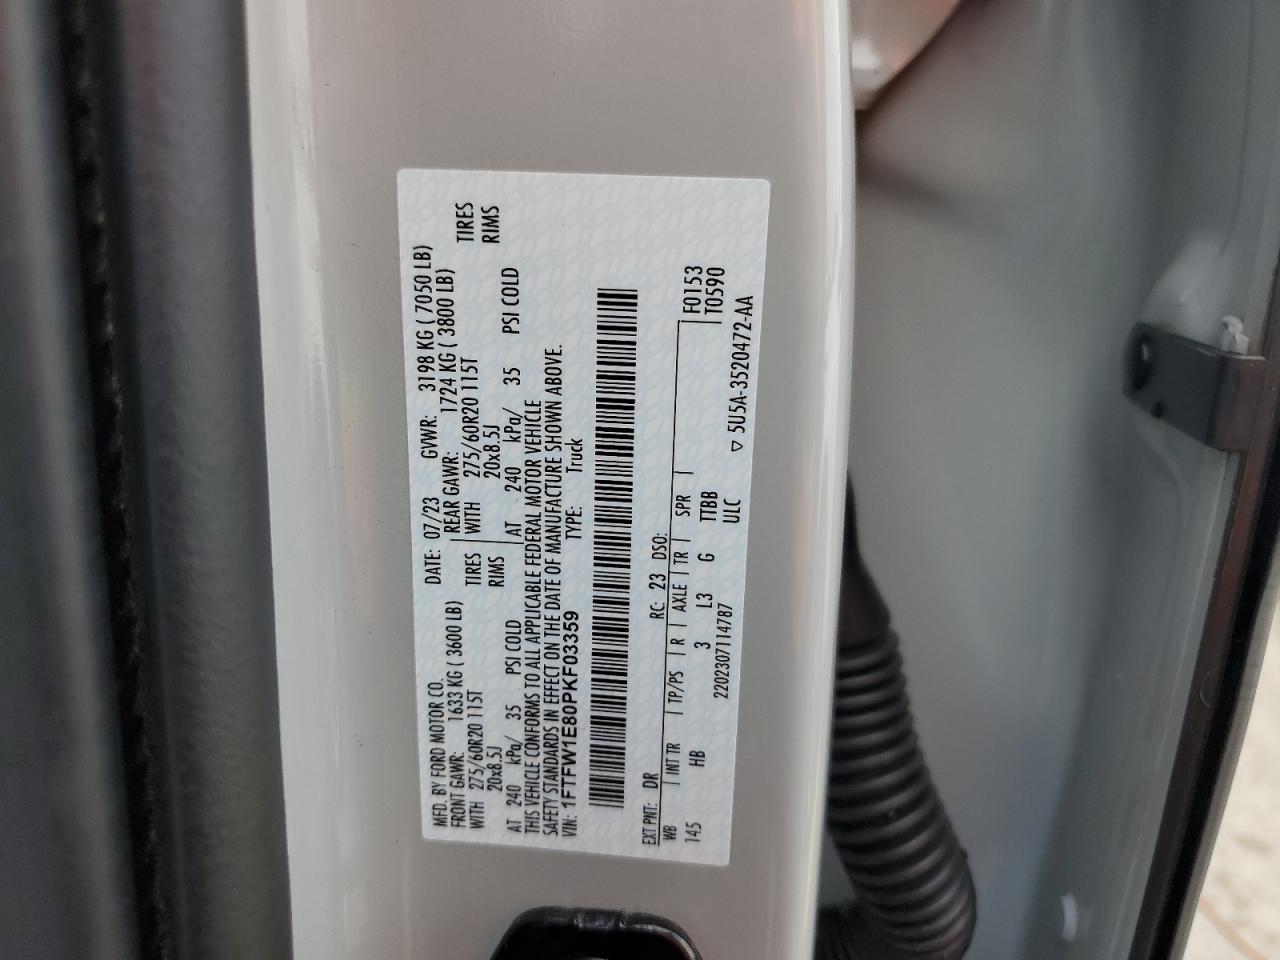 MFD. BY FORD MOTOR CO. DATE: 07/23 GVWR: 3198 KG ( 7050 LB)
FRONT GAWR: 1633 KG ( 3600 LB) REAR GAWR: 1724 KG ( 3800 LB)
WITH 275/60R20 115T TIRES WITH 275/60R20 115T TIRES
20x8.5J RIMS 20x8.5J RIMS
AT 240 kPa/ 35 PSI COLD AT 240 kPa/ 35 PSI COLD
THIS VEHICLE CONFORMS TO ALL APPLICABLE FEDERAL MOTOR VEHICLE
SAFETY STANDARDS IN EFFECT ON THE DATE OF MANUFACTURE SHOWN ABOVE.
VIN: 1FTFW1E80PKF03359 TYPE: Truck
EXT PNT: DR RC: 23 DSO: F0153
WB INT TR TP/PS R AXLE TR SPR T0590
145 HB 3 L3 G TTBB
2202307114787 ULC ▽ 5U5A-3520472-AA